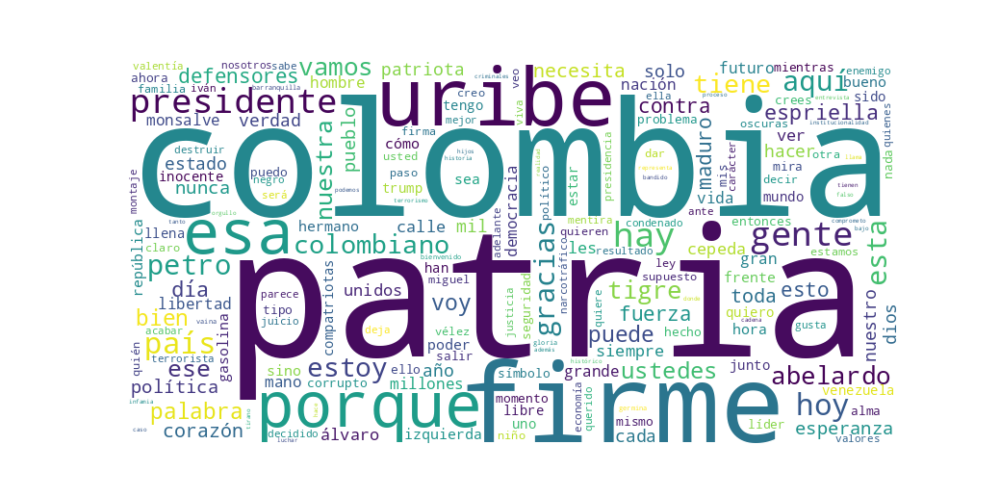 valentía nosotros sabe vamos patriota criminales creo veo necesita solo futuro mientras enemigo
ahora familia iván defensores hombre barranquilla tengo viva nación ella tiene crees entrevista aquí bueno
presidente uribe contra problema espriella sido quienes
monsalve verdad nuestra pueblo firma mejor cómo oscuras institucionalidad ver nada
colombia
destruir estado puedo hijos historia usted realidad dar presidencia maduro mis carácter hacer otra
montaje inocente negro nunca será podemos paso trump terrorismo sea estar político bandido vida mira decir tienen mundo false
tanto orgullo hermano calle mil adelante democracia mentira condenado ante entonces compromete bajo
república llena claro esa colombiano bienvenido gracias quieren les resultado hay cepeda gente estamos esta
petro día parece unidos han miguel narcotráfico ley supuesto gran frente
patria
libertad tipo juicio compatriotas voy justicia seguridad quiere tigre fuerza toda quiero esto gusta nuestro dios
bien vaina gasolina deja vélez poder gloria además puede hecho hora
país acabar quién terrorista ese sino estoy ello salir año histórico siempre junto
política mano corrupto millones símbolo grande ustedes abelardo venezuela
porque firme
infamia palabra momento libre economía querido hoy alma
caso corazón decidido luchar álvaro izquierda uno niño mismo cada líder esperanza valores